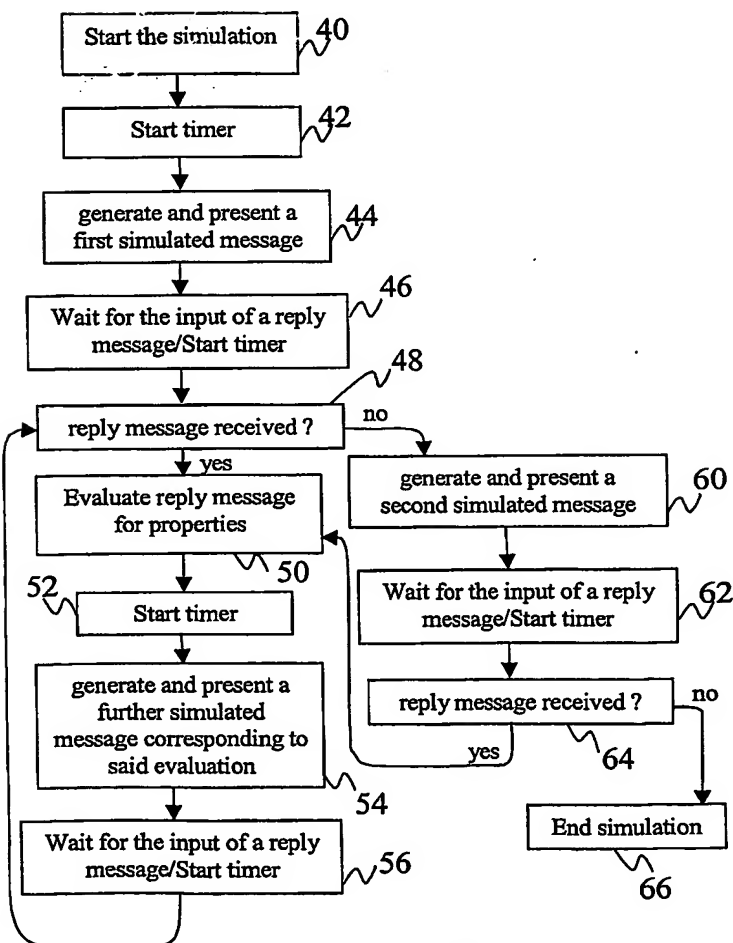 Start the simulation
40
Start timer
42
generate and present a
first simulated message
44
Wait for the input of a reply
message/Start timer
46
reply message received ?
48
no
yes
Evaluate reply message
for properties
50
52
Start timer
generate and present a
further simulated
message corresponding to
said evaluation
54
Wait for the input of a reply
message/Start timer
56
generate and present a
second simulated message
60
Wait for the input of a reply
message/Start timer
62
reply message received ?
no
yes
64
End simulation
66